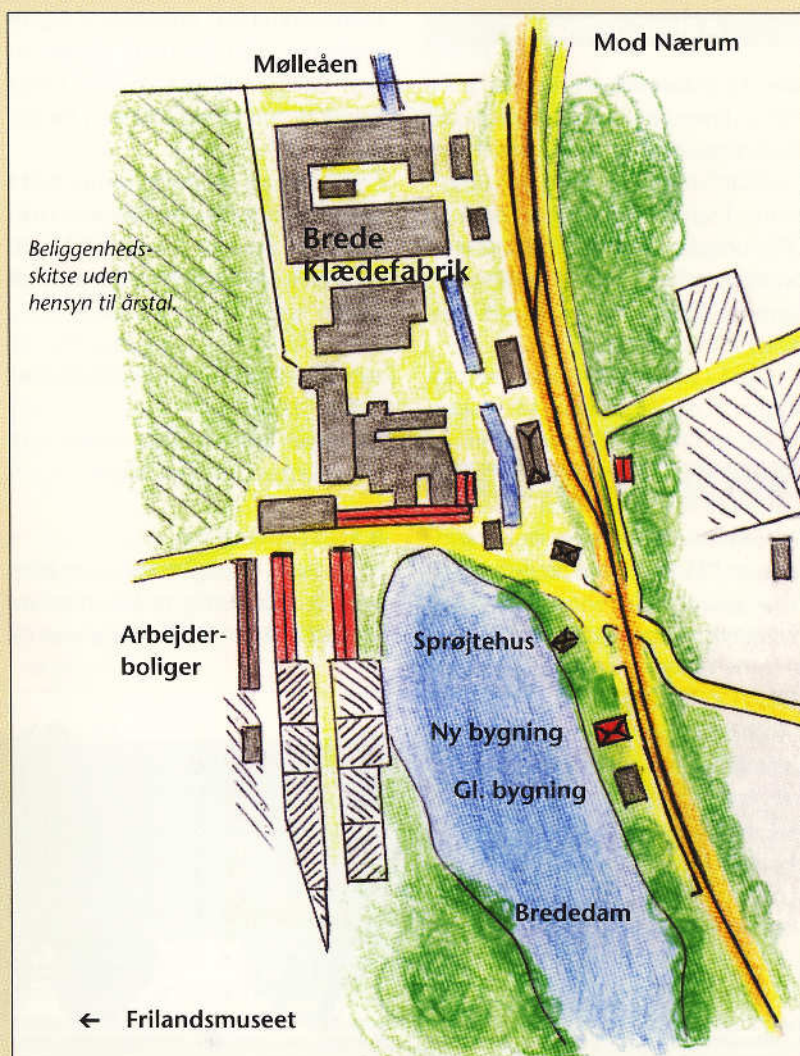 Mølleåen
Mod Nærum
Beliggenheds-
skitse uden
hensyn til årstal.
Brede
Klædefabrik
Arbejder-
boliger
Sprøjtehus
Ny bygning
Gl. bygning
Brededam
← Frilandsmuseet